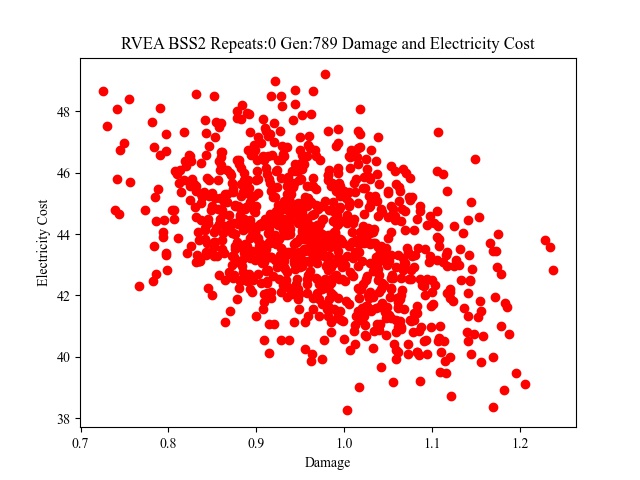 RVEA BSS2 Repeats:0 Gen:789 Damage and Electricity Cost
Electricity Cost
48
46
44
42
40
38
0.7 0.8 0.9 1.0 1.1 1.2
Damage